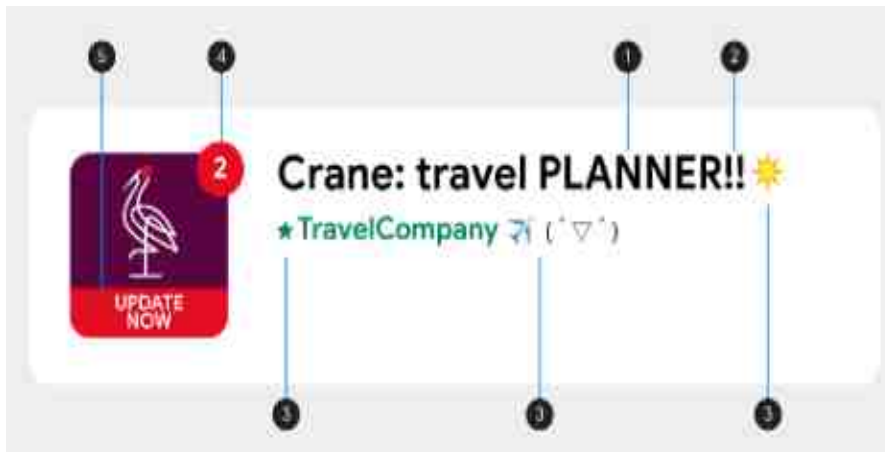 5 4 1 2
2
Crane: travel PLANNER!!☀
★TravelCompany ✈ (´▽`)
UPDATE
NOW
3 3 3